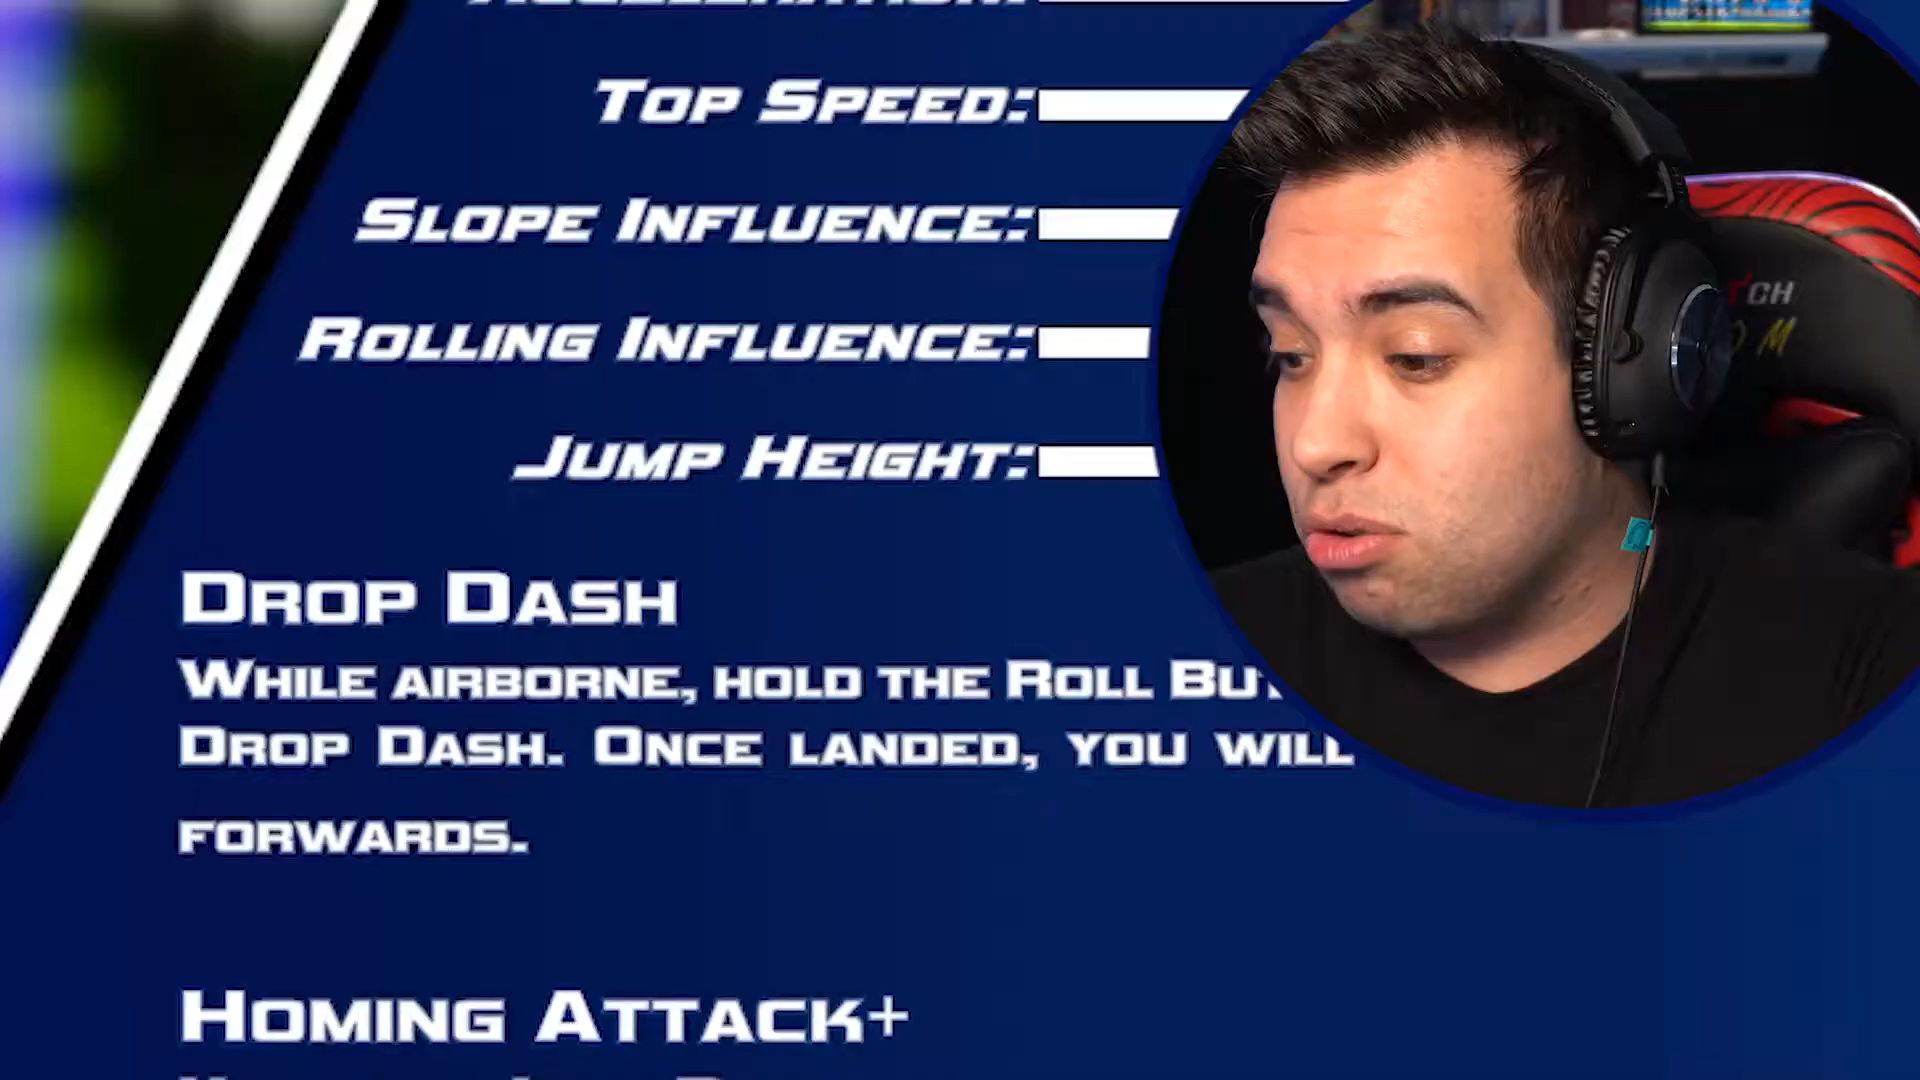 TOP SPEED:
SLOPE INFLUENCE:
ROLLING INFLUENCE:
JUMP HEIGHT:
DROP DASH
WHILE AIRBORNE, HOLD THE ROLL
DROP DASH. ONCE LANDED, YOU WILL
FORWARDS.
HOMING ATTACK+